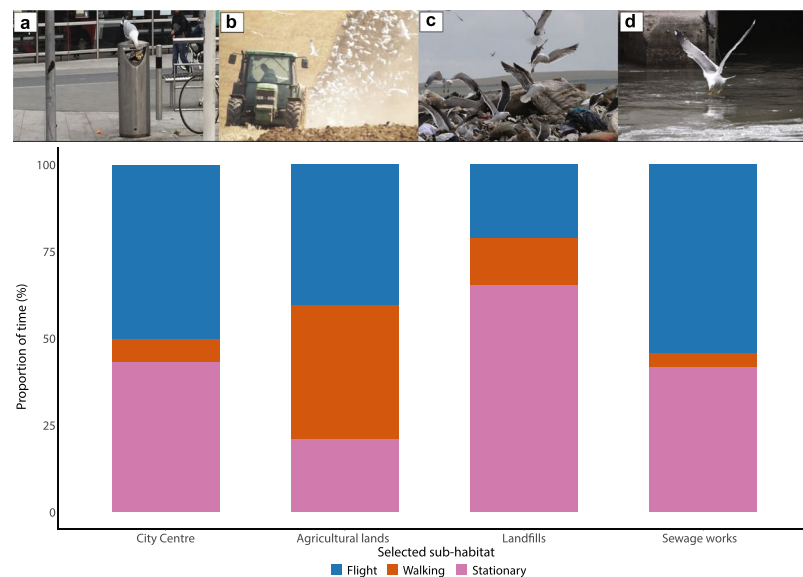 a b c d
100
75
50
25
0
Proportion of time (%)
City Centre Agricultural lands Landfills Sewage works
Selected sub-habitat
Flight Walking Stationary